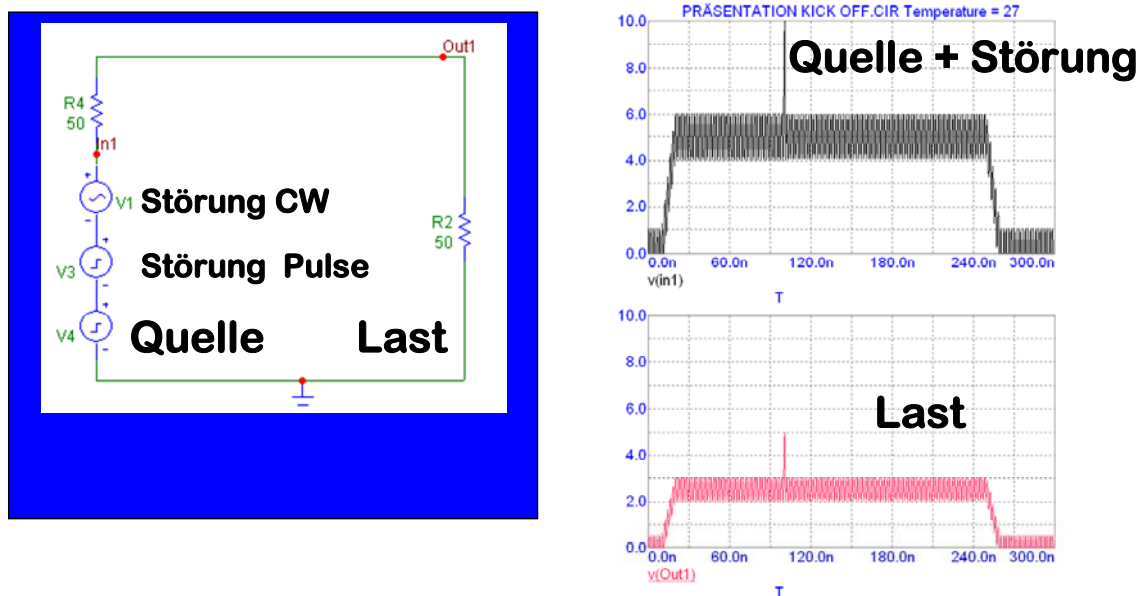 Out1
R4
50
In1
+
V1 Störung CW
-
R2
50
+
V3 Störung Pulse
-
+
V4 Quelle Last
-
PRÄSENTATION KICK OFF.CIR Temperature = 27
10.0
Quelle + Störung
8.0
6.0
4.0
2.0
0.0
0.0n 60.0n 120.0n 180.0n 240.0n 300.0n
v(in1)
T
10.0
8.0
6.0
Last
4.0
2.0
0.0
0.0n 60.0n 120.0n 180.0n 240.0n 300.0n
v(Out1)
T